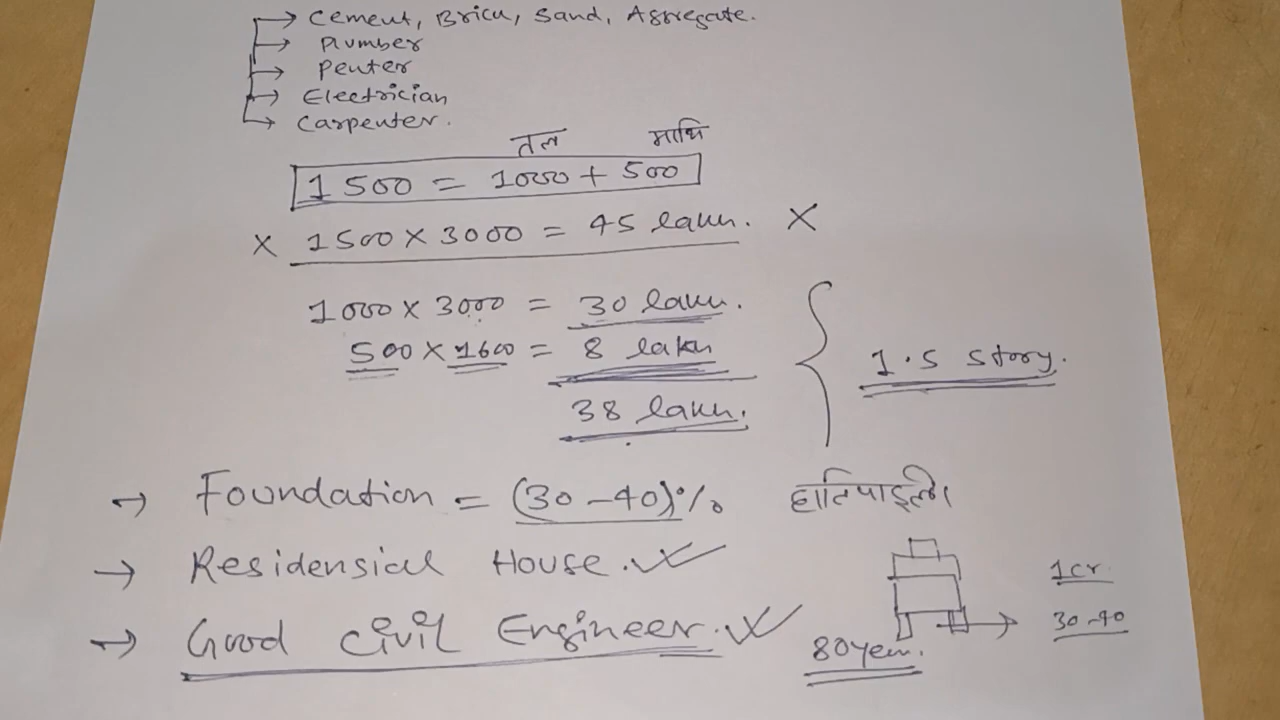 → Cement, Brick, Sand, Aggregate.
→ Plumber
→ Penter
→ Electrician
→ Carpenter.
तल माथि
1500 = 1000 + 500
× 1500 × 3000 = 45 lakh. ×
1000 × 3000 = 30 lakh.
500 × 1600 = 8 lakh
38 lakh.
1.5 story.
→ Foundation = (30-40)% हात्तिपाइले।
→ Residensial House. ✓
→ Good Civil Engineer. ✓
1cr
30-40
80 year.